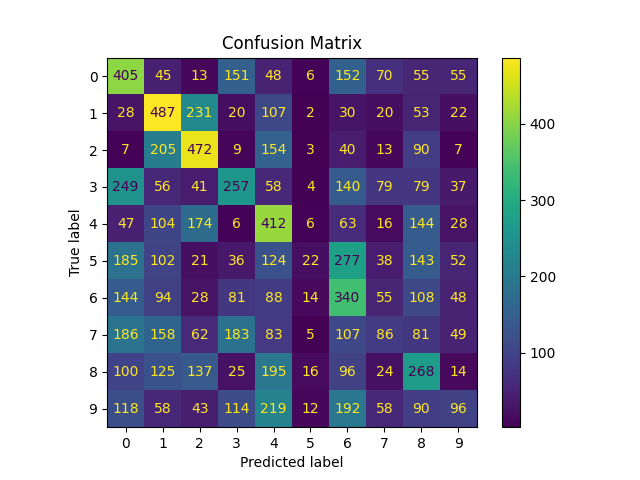 Confusion Matrix
0 405 45 13 151 48 6 152 70 55 55
1 28 487 231 20 107 2 30 20 53 22
2 7 205 472 9 154 3 40 13 90 7
3 249 56 41 257 58 4 140 79 79 37
4 47 104 174 6 412 6 63 16 144 28
5 185 102 21 36 124 22 277 38 143 52
6 144 94 28 81 88 14 340 55 108 48
7 186 158 62 183 83 5 107 86 81 49
8 100 125 137 25 195 16 96 24 268 14
9 118 58 43 114 219 12 192 58 90 96
0 1 2 3 4 5 6 7 8 9
Predicted label
True label
400
300
200
100